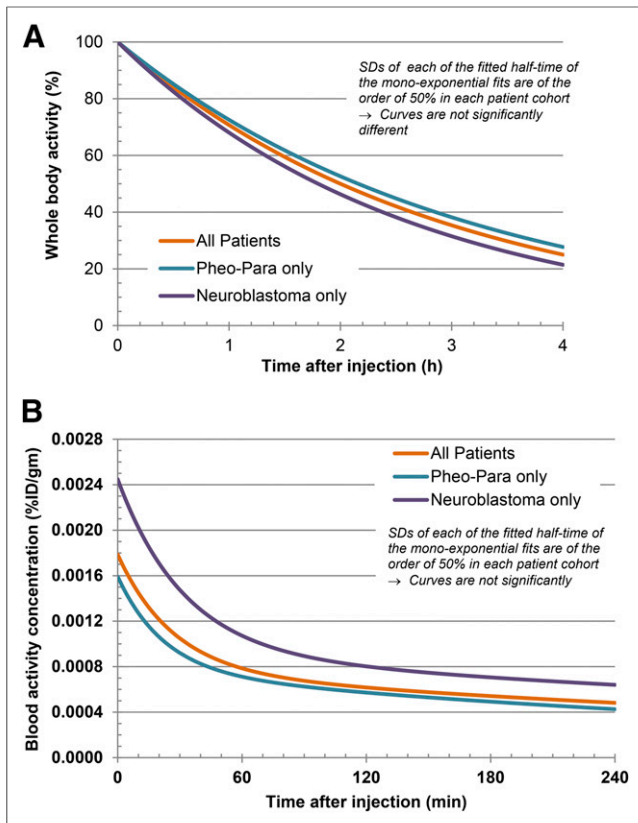 A
100
80
60
40
20
0
Whole body activity (%)
SDs of each of the fitted half-time of
the mono-exponential fits are of the
order of 50% in each patient cohort
→ Curves are not significantly
different
All Patients
Pheo-Para only
Neuroblastoma only
0 1 2 3 4
Time after injection (h)
B
0.0028
0.0024
0.0020
0.0016
0.0012
0.0008
0.0004
0.0000
Blood activity concentration (%ID/gm)
All Patients
Pheo-Para only
Neuroblastoma only
SDs of each of the fitted half-time of
the mono-exponential fits are of the
order of 50% in each patient cohort
→ Curves are not significantly
0 60 120 180 240
Time after injection (min)